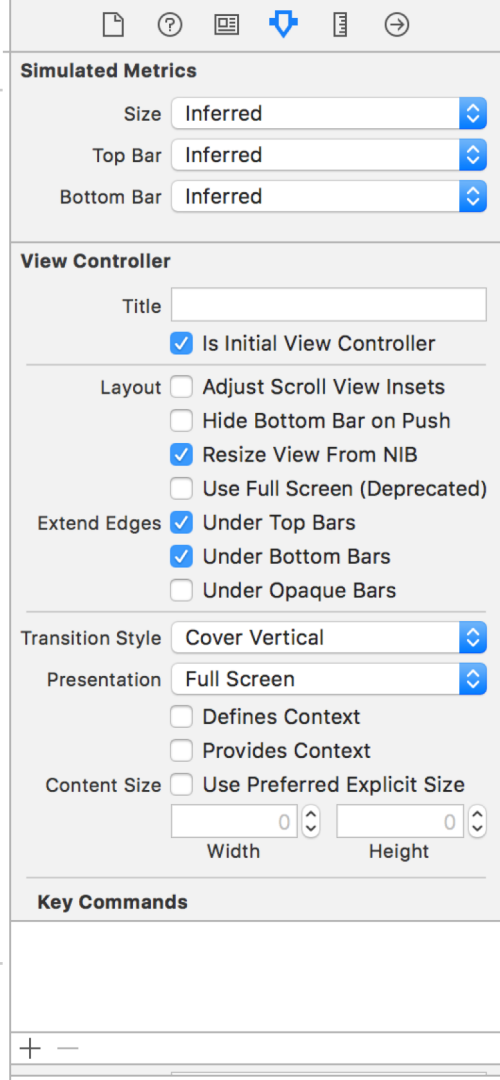 Simulated Metrics
Size Inferred
Top Bar Inferred
Bottom Bar Inferred
View Controller
Title
Is Initial View Controller
Layout Adjust Scroll View Insets
Hide Bottom Bar on Push
Resize View From NIB
Use Full Screen (Deprecated)
Extend Edges Under Top Bars
Under Bottom Bars
Under Opaque Bars
Transition Style Cover Vertical
Presentation Full Screen
Defines Context
Provides Context
Content Size Use Preferred Explicit Size
0 0
Width Height
Key Commands